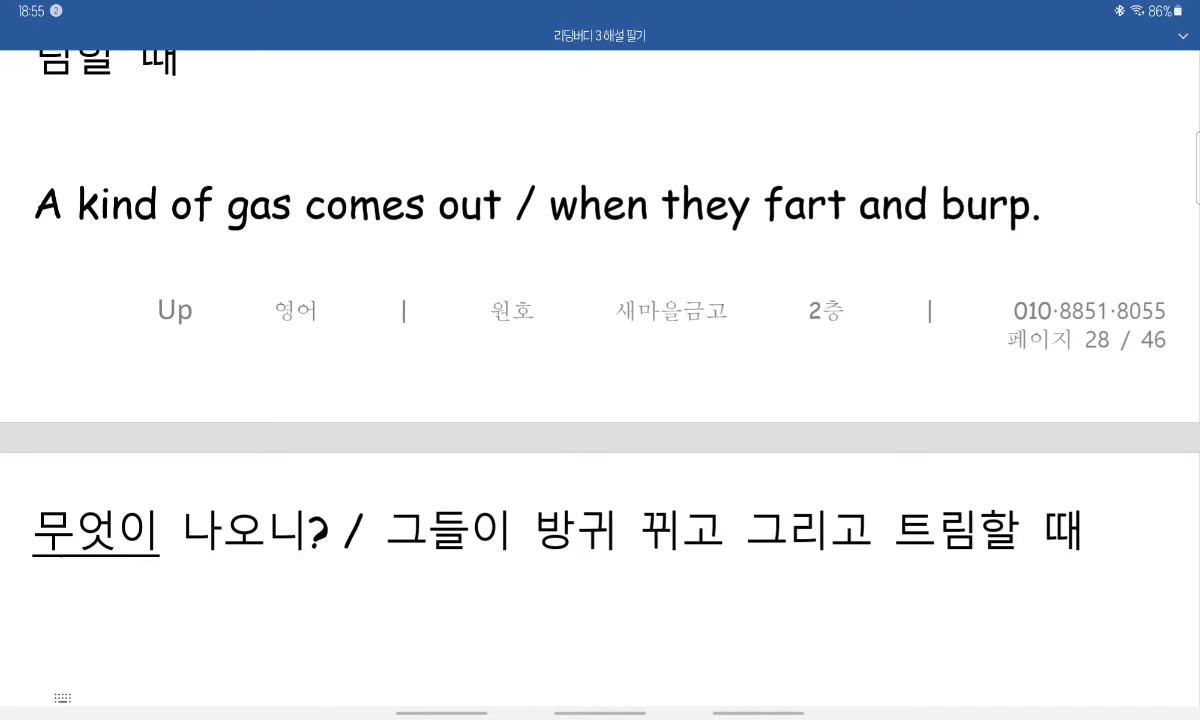 18:55 2 86%
리딩버디 3 해설 필기
림할 때
A kind of gas comes out / when they fart and burp.
Up 영어 | 원호 새마을금고 2층 | 010·8851·8055
페이지 28 / 46
무엇이 나오니? / 그들이 방귀 뀌고 그리고 트림할 때